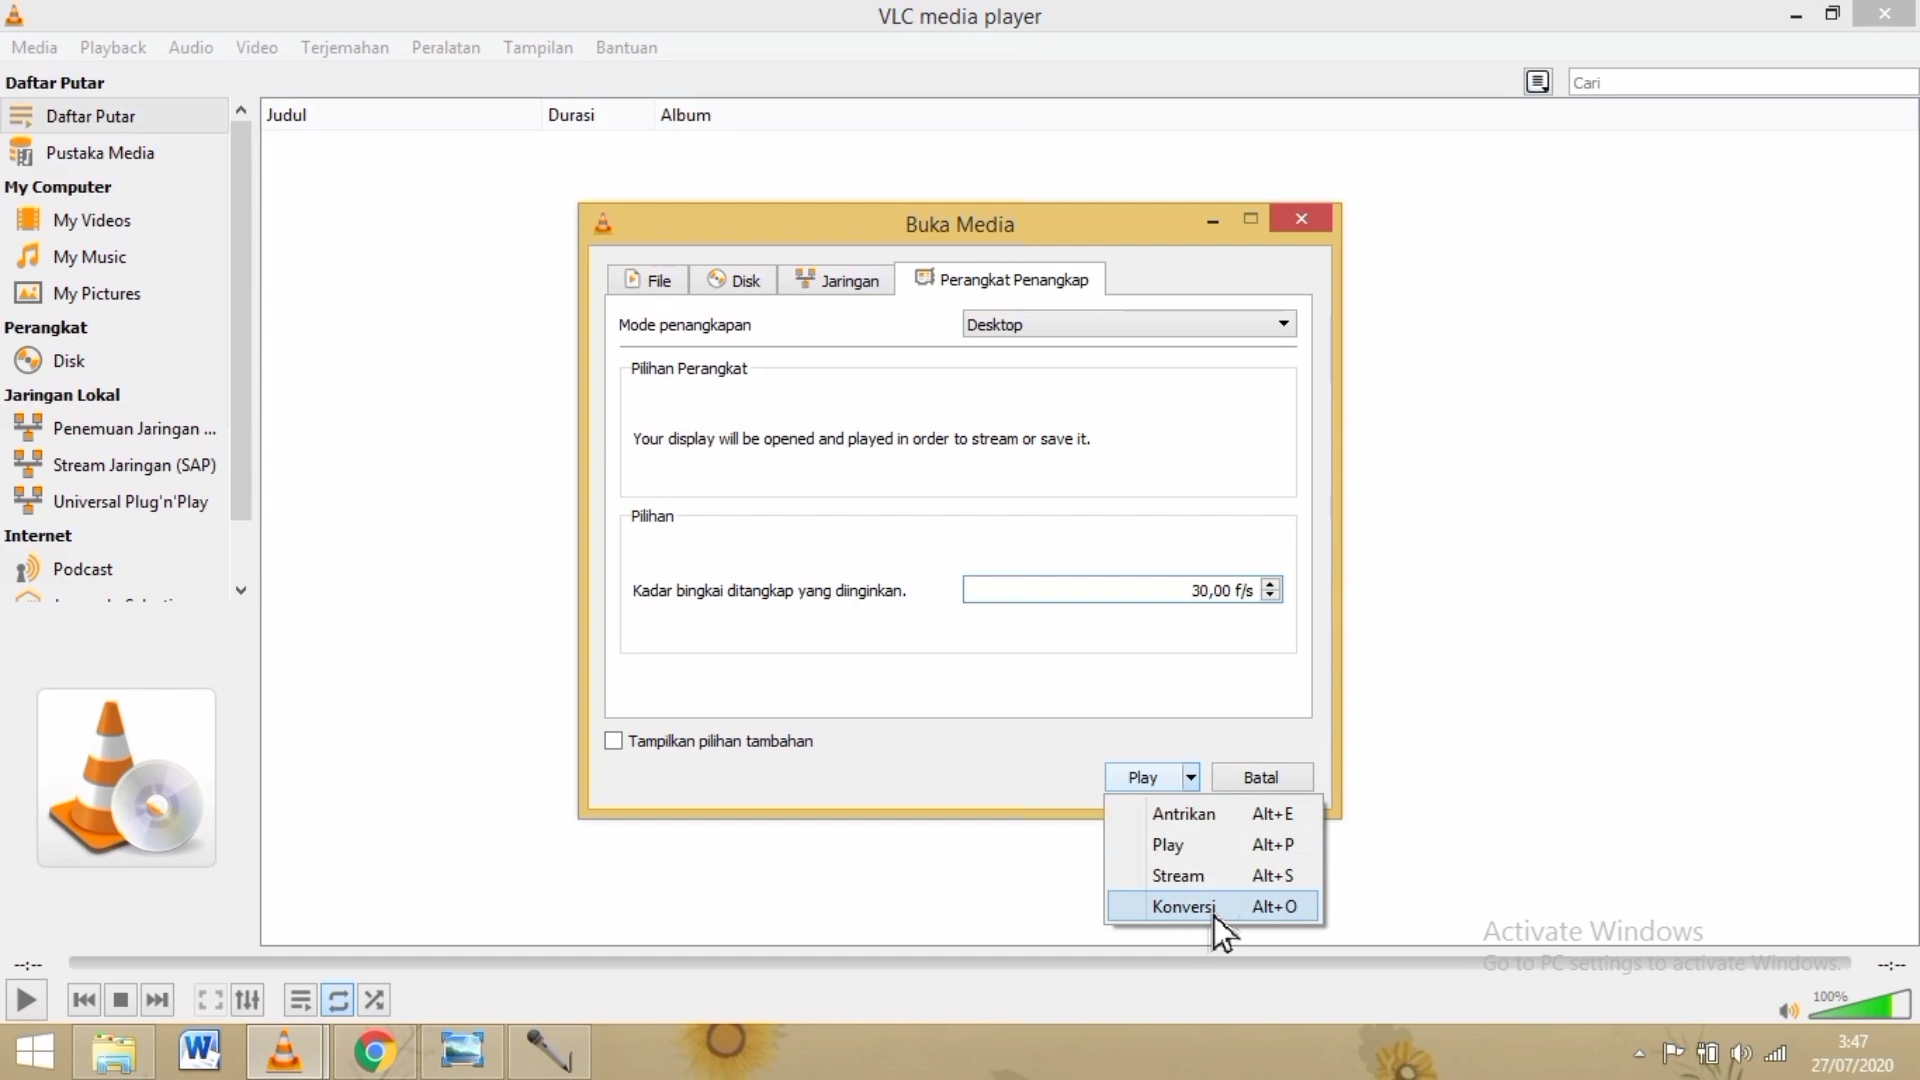 VLC media player
Media Playback Audio Video Terjemahan Peralatan Tampilan Bantuan
Daftar Putar
Cari
Daftar Putar
Pustaka Media
My Computer
My Videos
My Music
My Pictures
Perangkat
Disk
Jaringan Lokal
Penemuan Jaringan ...
Stream Jaringan (SAP)
Universal Plug'n'Play
Internet
Podcast
Judul Durasi Album
Buka Media
File Disk Jaringan Perangkat Penangkap
Mode penangkapan Desktop
Pilihan Perangkat
Your display will be opened and played in order to stream or save it.
Pilihan
Kadar bingkai ditangkap yang diinginkan. 30,00 f/s
Tampilkan pilihan tambahan
Play Batal
Antrikan Alt+E
Play Alt+P
Stream Alt+S
Konversi Alt+O
Activate Windows
Go to PC settings to activate Windows.
--:-- --:--
100%
3:47
27/07/2020